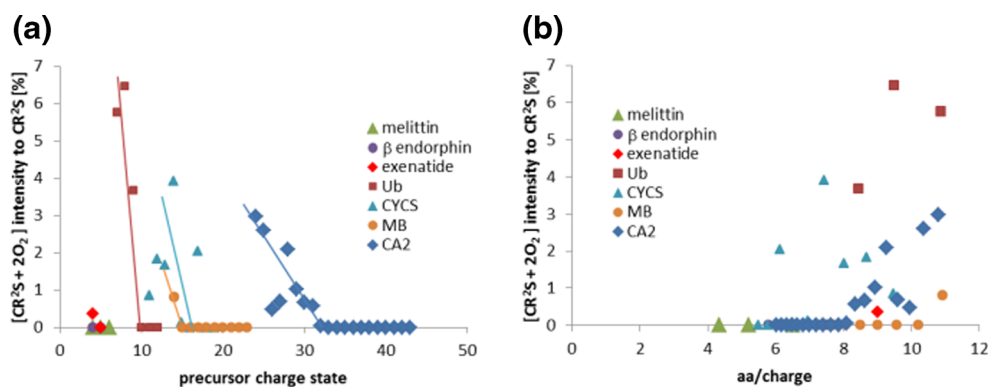 (a)
[CR²S + 2O₂] intensity to CR²S [%]
7
6
5
4
3
2
1
0
0 10 20 30 40 50
precursor charge state
melittin
β endorphin
exenatide
Ub
CYCS
MB
CA2
(b)
[CR²S + 2O₂] intensity to CR²S [%]
7
6
5
4
3
2
1
0
0 2 4 6 8 10 12
aa/charge
melittin
β endorphin
exenatide
Ub
CYCS
MB
CA2